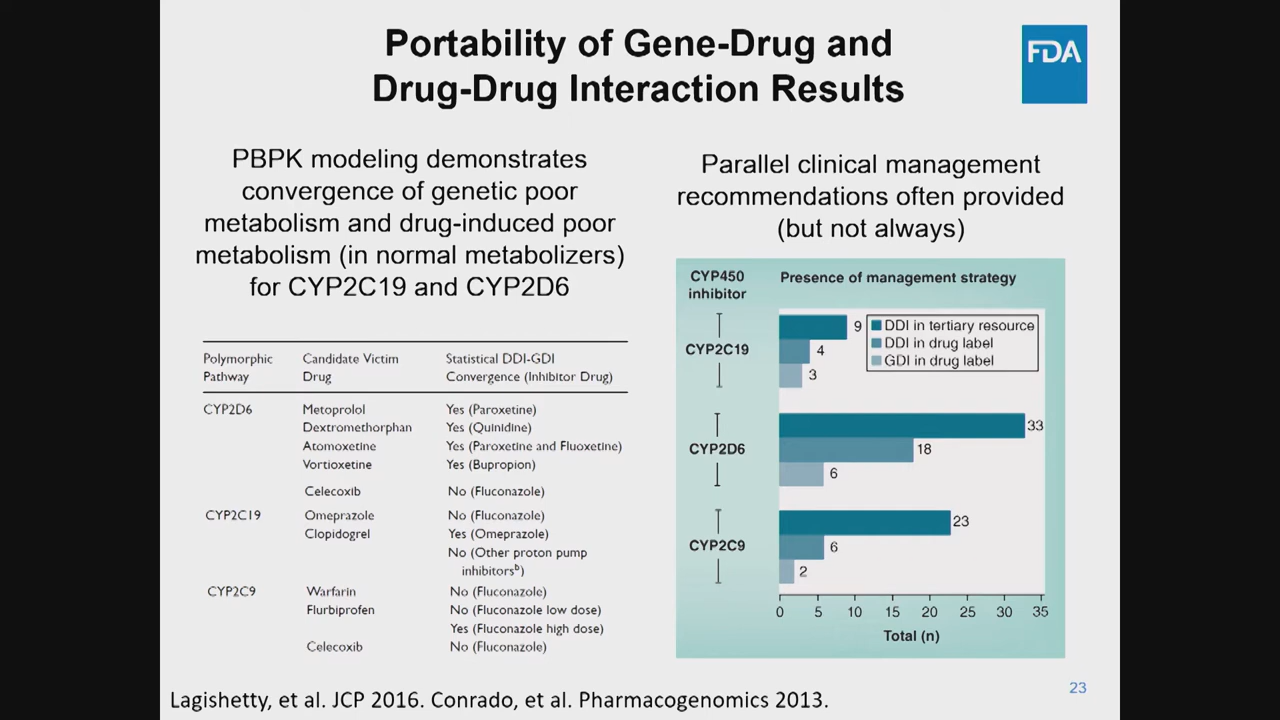 Portability of Gene-Drug and
Drug-Drug Interaction Results
FDA
PBPK modeling demonstrates
convergence of genetic poor
metabolism and drug-induced poor
metabolism (in normal metabolizers)
for CYP2C19 and CYP2D6
Polymorphic Candidate Victim Statistical DDI-GDI
Pathway Drug Convergence (Inhibitor Drug)
CYP2D6 Metoprolol Yes (Paroxetine)
Dextromethorphan Yes (Quinidine)
Atomoxetine Yes (Paroxetine and Fluoxetine)
Vortioxetine Yes (Bupropion)
Celecoxib No (Fluconazole)
CYP2C19 Omeprazole No (Fluconazole)
Clopidogrel Yes (Omeprazole)
No (Other proton pump
inhibitorsᵇ)
CYP2C9 Warfarin No (Fluconazole)
Flurbiprofen No (Fluconazole low dose)
Yes (Fluconazole high dose)
Celecoxib No (Fluconazole)
Parallel clinical management
recommendations often provided
(but not always)
CYP450
inhibitor
Presence of management strategy
DDI in tertiary resource
DDI in drug label
GDI in drug label
CYP2C19
9
4
3
CYP2D6
33
18
6
CYP2C9
23
6
2
0 5 10 15 20 25 30 35
Total (n)
Lagishetty, et al. JCP 2016. Conrado, et al. Pharmacogenomics 2013.
23